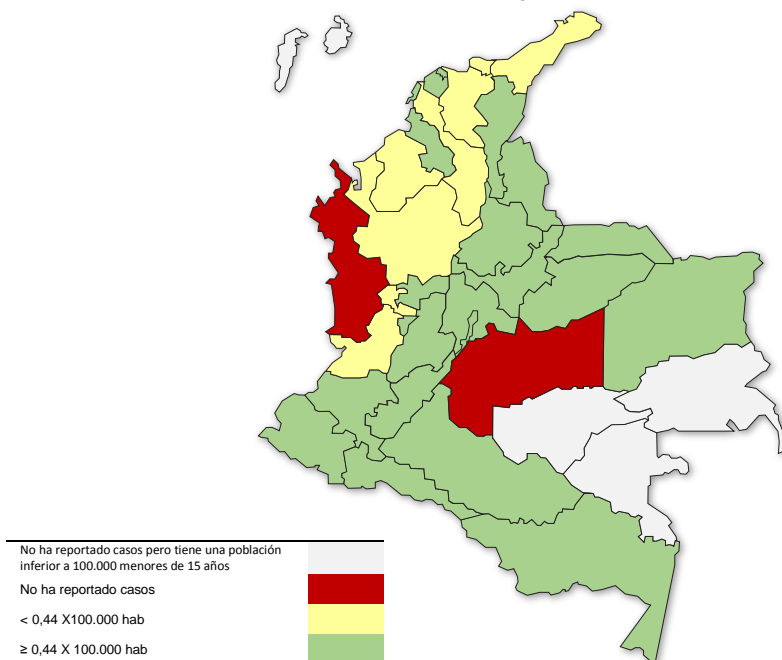 No ha reportado casos pero tiene una población
inferior a 100.000 menores de 15 años
No ha reportado casos
< 0,44 X100.000 hab
≥ 0,44 X 100.000 hab